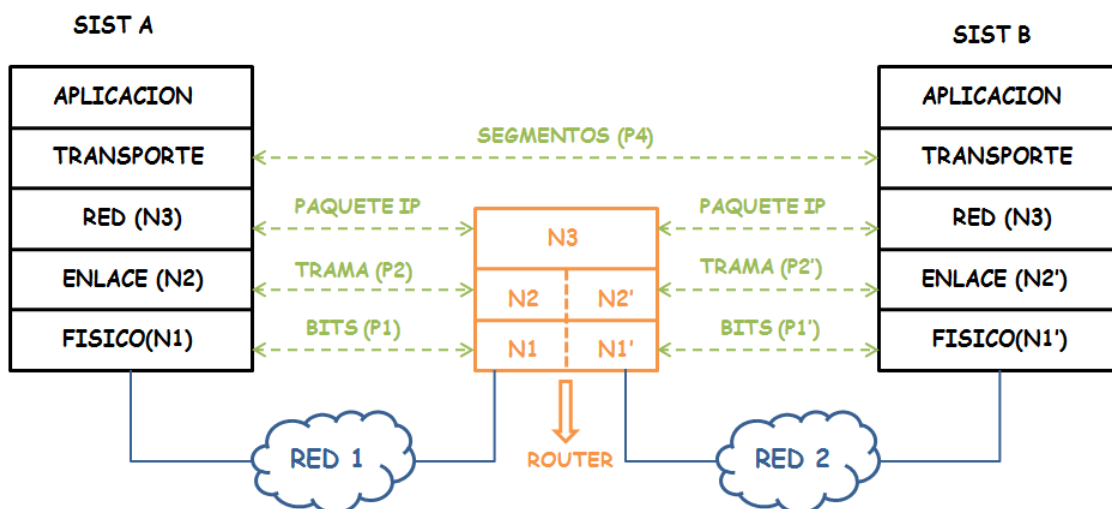 SIST A
SIST B
APLICACION
APLICACION
SEGMENTOS (P4)
TRANSPORTE
TRANSPORTE
PAQUETE IP
PAQUETE IP
RED (N3)
N3
RED (N3)
TRAMA (P2)
TRAMA (P2')
ENLACE (N2)
N2
N2'
ENLACE (N2')
BITS (P1)
BITS (P1')
FISICO(N1)
N1
N1'
FISICO(N1')
RED 1
ROUTER
RED 2